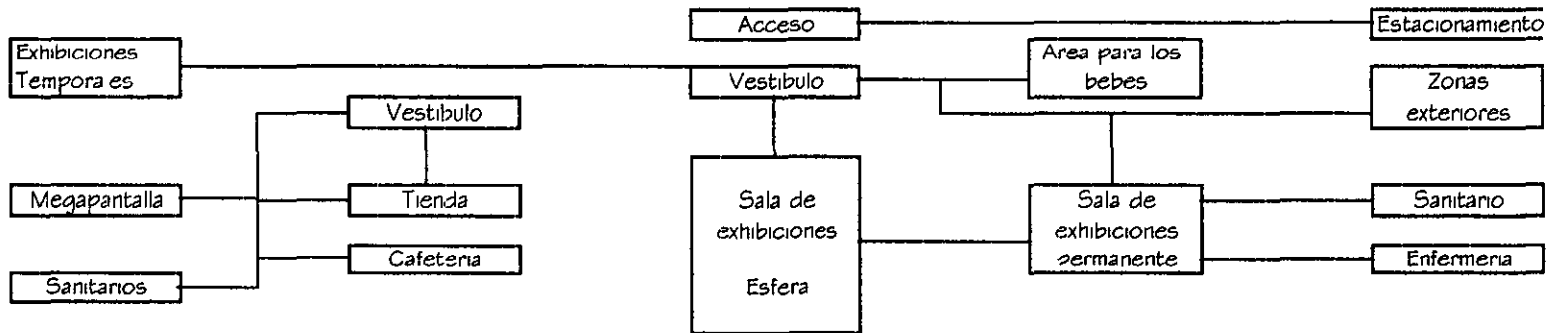 Acceso
Estacionamiento
Exhibiciones
Tempora es
Vestibulo
Area para los
bebes
Zonas
exteriores
Vestibulo
Megapantalla
Tienda
Cafeteria
Sanitarios
Sala de
exhibiciones
Esfera
Sala de
exhibiciones
permanente
Sanitario
Enfermeria